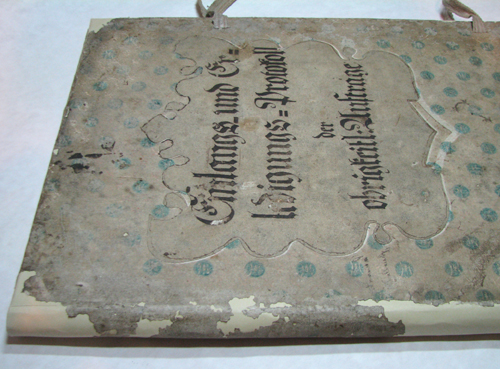 Einlangs- und Er=
ledigungs=Protokoll
der
obrigkeitl: Aufträge